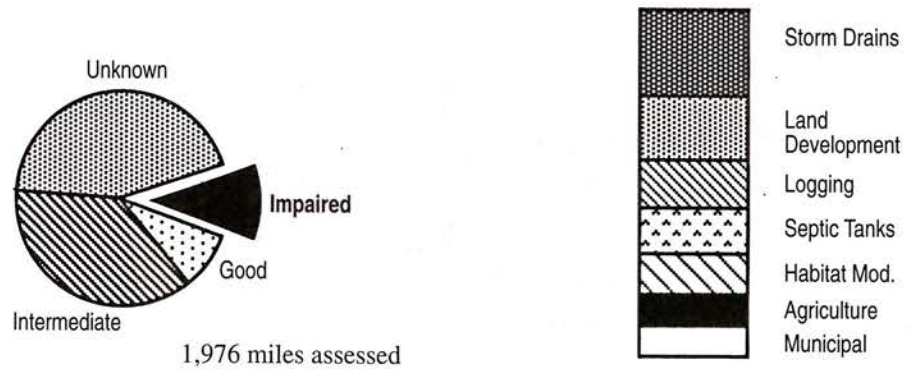 Unknown
Impaired
Good
Intermediate
1,976 miles assessed
Storm Drains
Land
Development
Logging
Septic Tanks
Habitat Mod.
Agriculture
Municipal